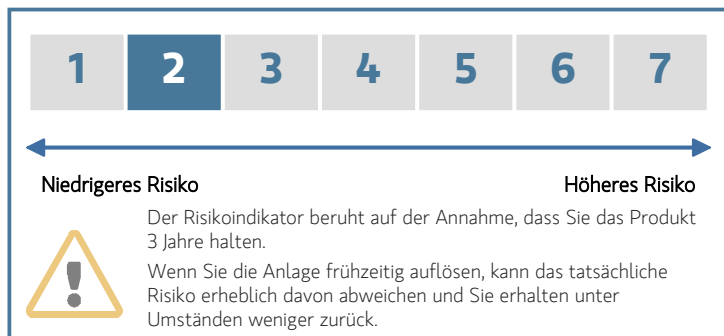 1 2 3 4 5 6 7
Niedrigeres Risiko Höheres Risiko
Der Risikoindikator beruht auf der Annahme, dass Sie das Produkt
3 Jahre halten.
Wenn Sie die Anlage frühzeitig auflösen, kann das tatsächliche
Risiko erheblich davon abweichen und Sie erhalten unter
Umständen weniger zurück.